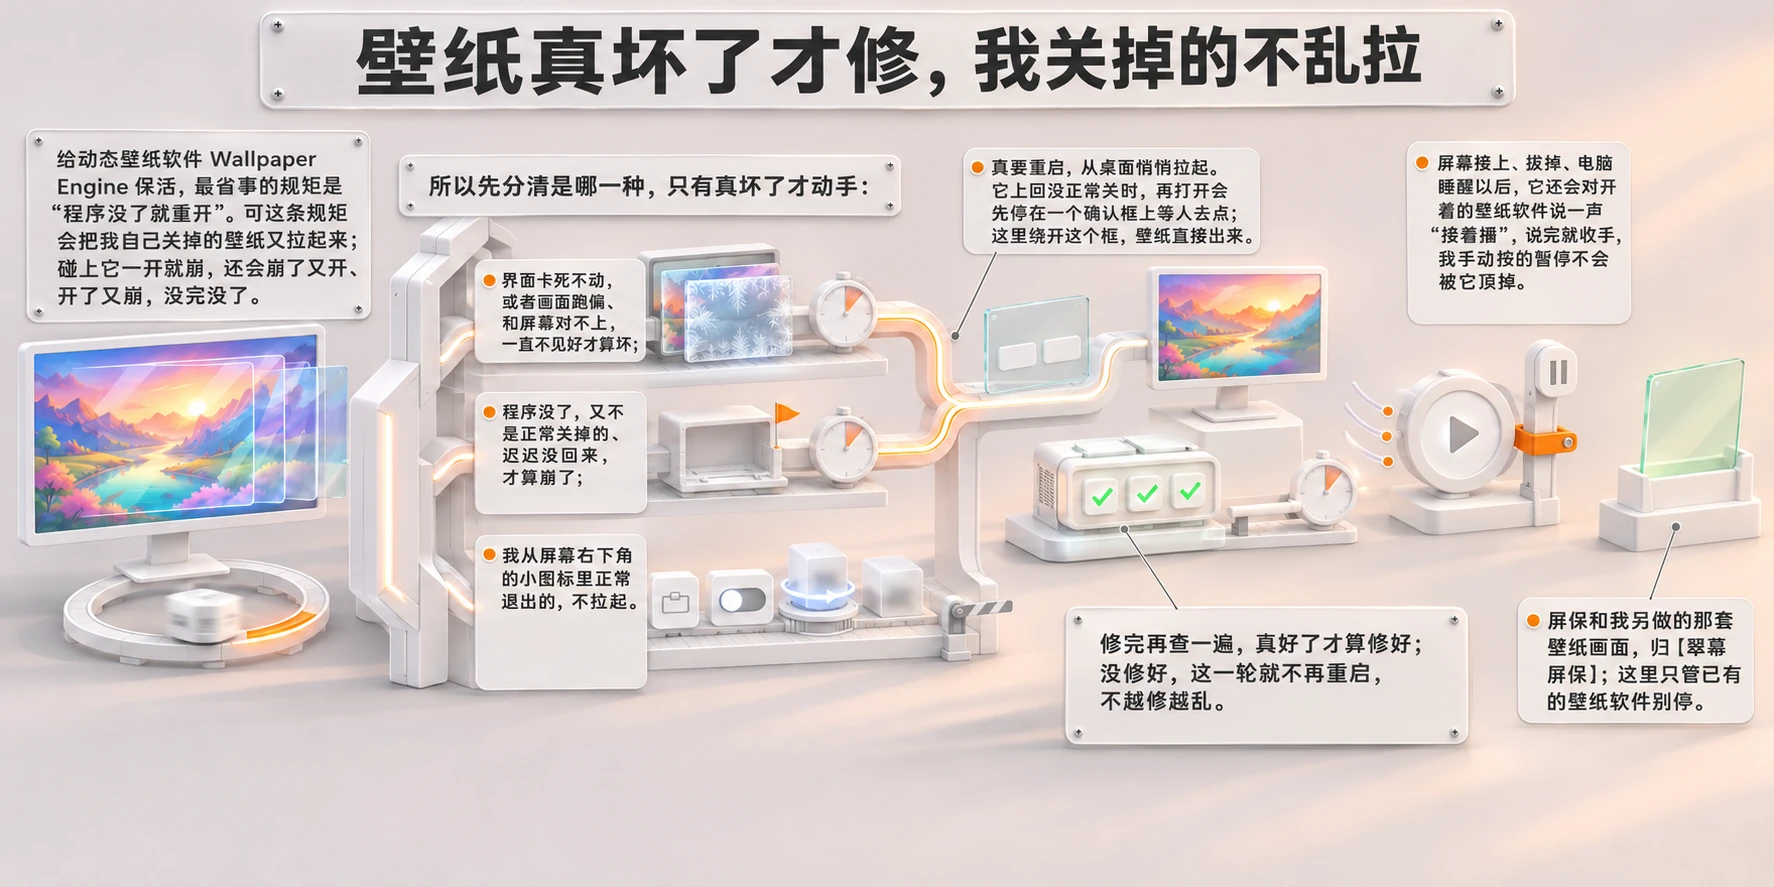 壁纸真坏了才修，我关掉的不乱拉
给动态壁纸软件 Wallpaper
Engine 保活，最省事的规矩是
“程序没了就重开”。可这条规矩
会把我自己关掉的壁纸又拉起来；
碰上它一开就崩，还会崩了又开、
开了又崩，没完没了。
所以先分清是哪一种，只有真坏了才动手：
界面卡死不动，
或者画面跑偏、
和屏幕对不上，
一直不见好才算坏；
程序没了，又不
是正常关掉的、
迟迟没回来，
才算崩了；
我从屏幕右下角
的小图标里正常
退出的，不拉起。
真要重启，从桌面悄悄拉起。
它上回没正常关时，再打开会
先停在一个确认框上等人去点；
这里绕开这个框，壁纸直接出来。
修完再查一遍，真好了才算修好；
没修好，这一轮就不再重启，
不越修越乱。
屏幕接上、拔掉、电脑
睡醒以后，它还会对开
着的壁纸软件说一声
“接着播”，说完就收手，
我手动按的暂停不会
被它顶掉。
屏保和我另做的那套
壁纸画面，归【翠幕
屏保】；这里只管已有
的壁纸软件别停。